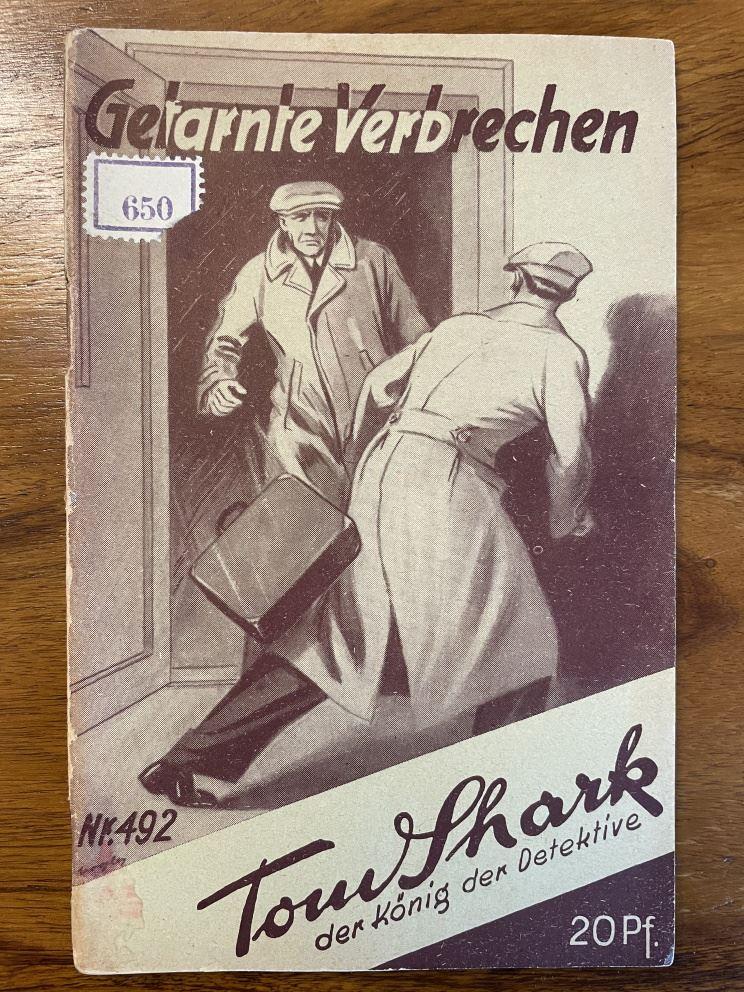 Getarnte Verbrechen
650
Nr. 492
Tom Shark
der König der Detektive
20 Pf.